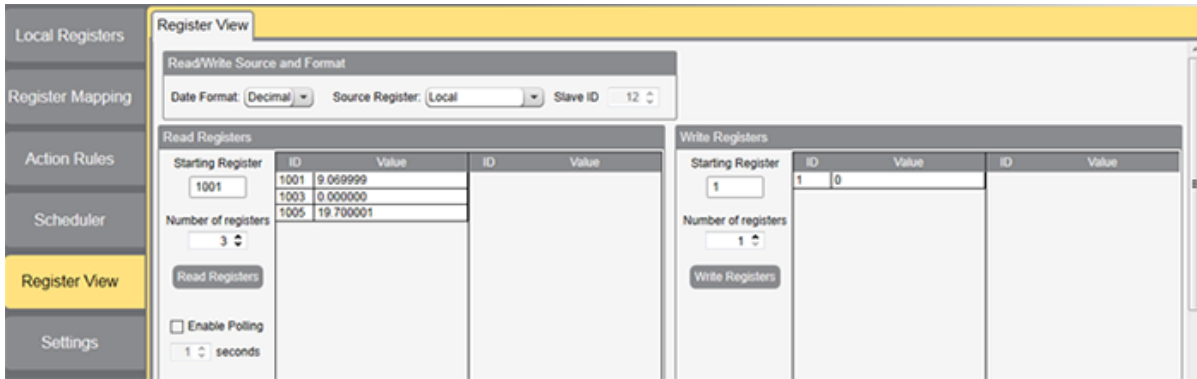 Local Registers
Register Mapping
Action Rules
Scheduler
Register View
Settings
Register View
Read/Write Source and Format
Date Format: Decimal Source Register: Local Slave ID 12
Read Registers
Starting Register
1001
Number of registers
3
Read Registers
Enable Polling
1 seconds
ID Value ID Value
1001 9.069999
1003 0.000000
1005 19.700001
Write Registers
Starting Register
1
Number of registers
1
Write Registers
ID Value ID Value
1 0